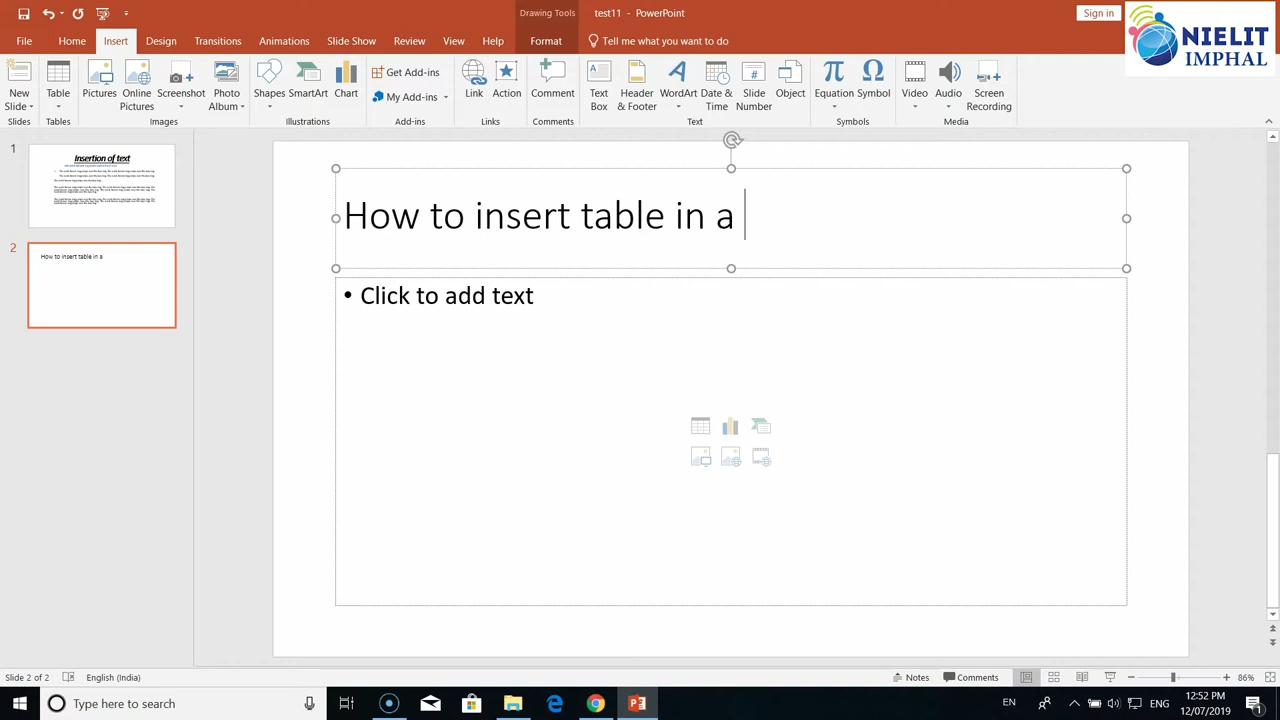 Drawing Tools
test11 - PowerPoint
Sign in
NIELIT
IMPHAL
File Home Insert Design Transitions Animations Slide Show Review View Help Format Tell me what you want to do
New Slide
Table
Pictures
Online Pictures
Screenshot
Photo Album
Shapes
SmartArt
Chart
Get Add-ins
My Add-ins
Link
Action
Comment
Text Box
Header & Footer
WordArt
Date & Time
Slide Number
Object
Equation
Symbol
Video
Audio
Screen Recording
Slides Tables Images Illustrations Add-ins Links Comments Text Symbols Media
1
Insertion of text
2
How to insert table in a
How to insert table in a
• Click to add text
Slide 2 of 2 English (India) Notes Comments 86%
Type here to search
EN
ENG
12:52 PM
12/07/2019
1